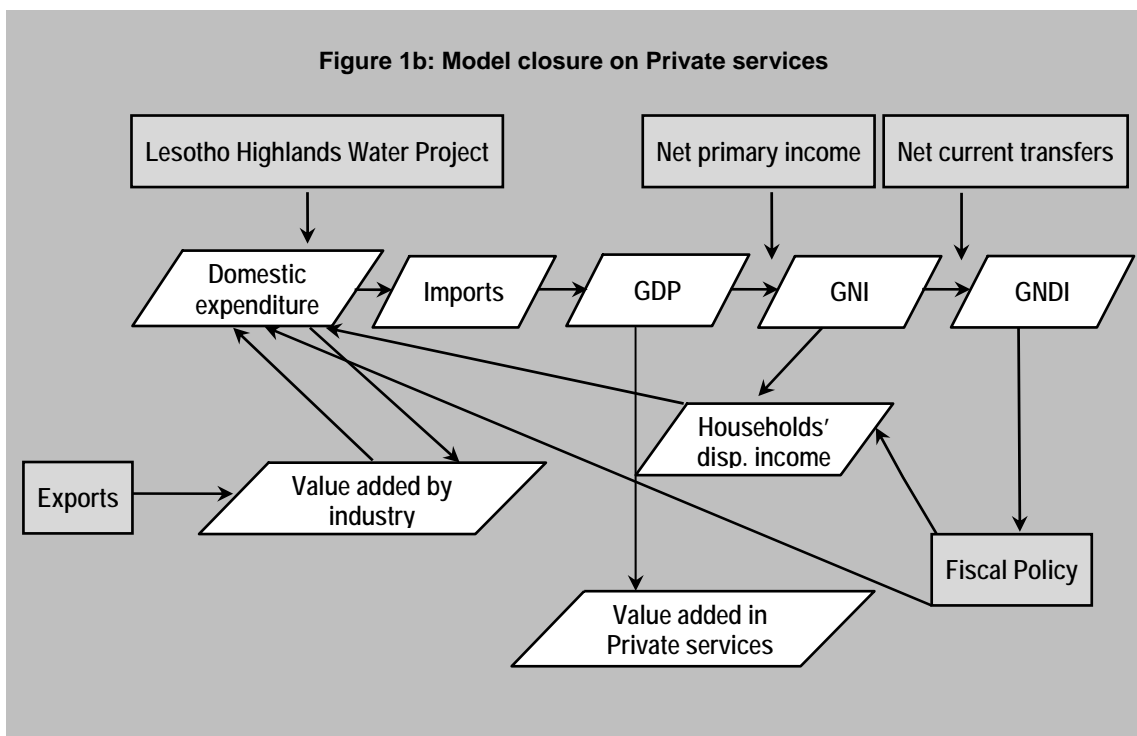 Figure 1b: Model closure on Private services
Lesotho Highlands Water Project
Net primary income
Net current transfers
Domestic
expenditure
Imports
GDP
GNI
GNDI
Households'
disp. income
Exports
Value added by
industry
Fiscal Policy
Value added in
Private services